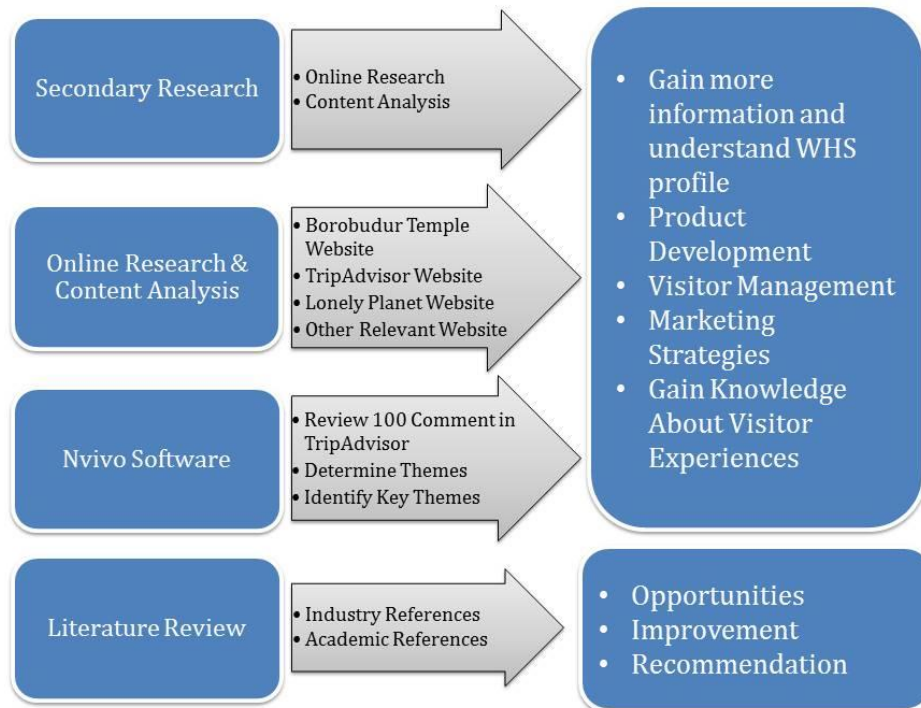 Secondary Research
• Online Research
• Content Analysis
Online Research &
Content Analysis
• Borobudur Temple
Website
• TripAdvisor Website
• Lonely Planet Website
• Other Relevant Website
Nvivo Software
• Review 100 Comment in
TripAdvisor
• Determine Themes
• Identify Key Themes
• Gain more
information and
understand WHS
profile
• Product
Development
• Visitor Management
• Marketing
Strategies
• Gain Knowledge
About Visitor
Experiences
Literature Review
• Industry References
• Academic References
• Opportunities
• Improvement
• Recommendation